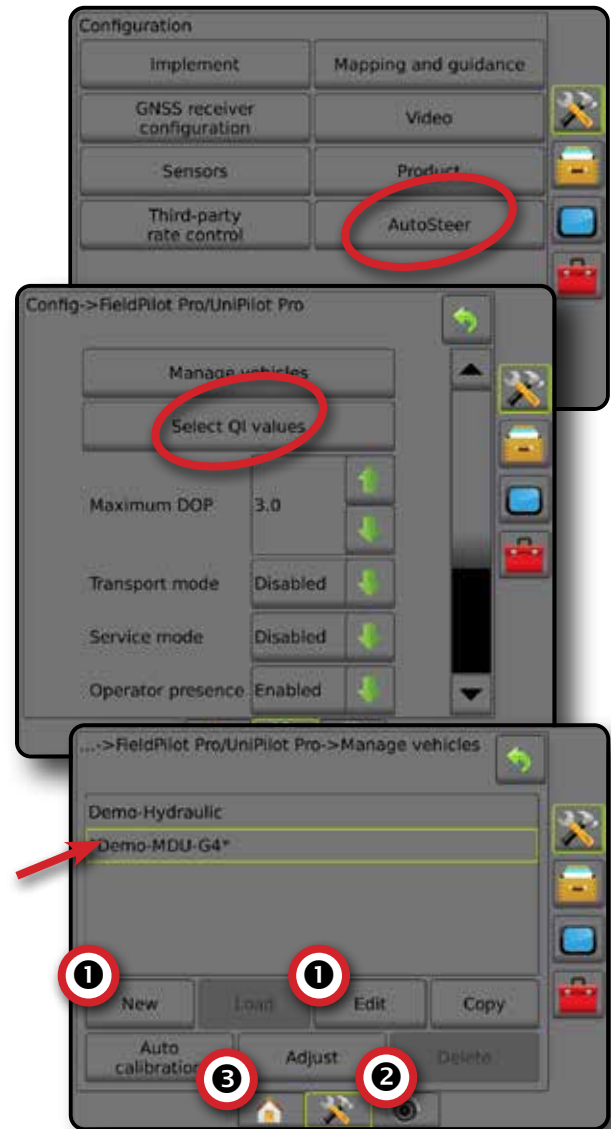 Configuration
Implement
Mapping and guidance
GNSS receiver
configuration
Video
Sensors
Product
Third-party
rate control
AutoSteer
Config->FieldPilot Pro/UniPilot Pro
Manage vehicles
Select QI values
Maximum DOP 3.0
Transport mode Disabled
Service mode Disabled
Operator presence Enabled
...->FieldPilot Pro/UniPilot Pro->Manage vehicles
Demo-Hydraulic
*Demo-MDU-G4*
1
1
New
Load
Edit
Copy
Auto
calibration
Adjust
Delete
3
2